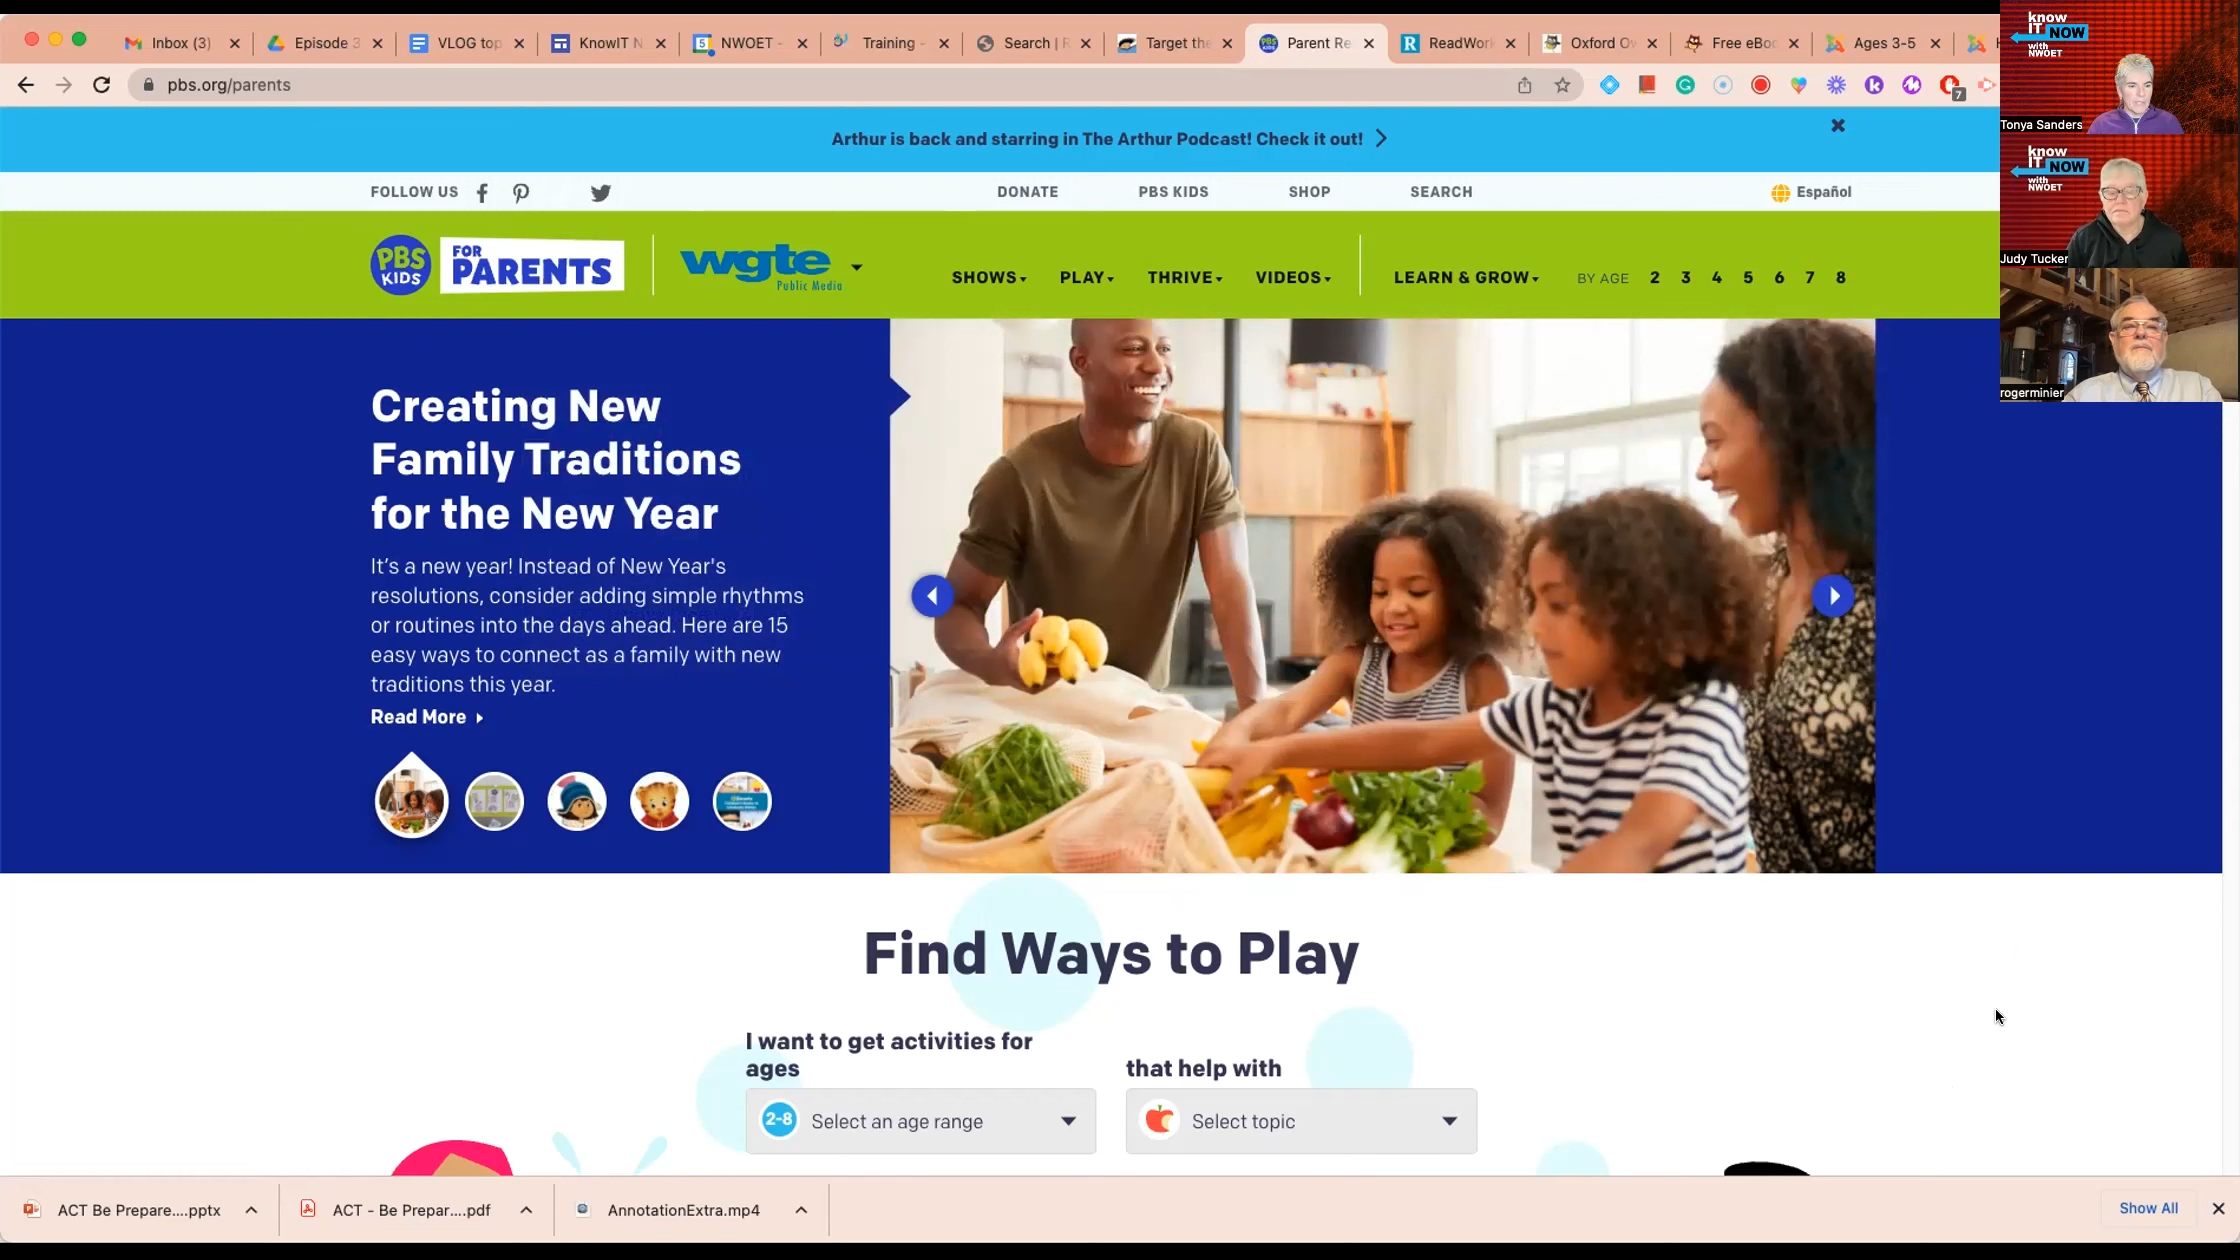 Inbox (3)
Episode 3
VLOG top
KnowIT N
NWOET -
Training -
Search | R
Target the
Parent Re
ReadWor
Oxford Ow
Free eBoo
Ages 3-5
pbs.org/parents
7
Arthur is back and starring in The Arthur Podcast! Check it out!
FOLLOW US
DONATE
PBS KIDS
SHOP
SEARCH
Español
PBS KIDS
FOR
PARENTS
wgte
Public Media
SHOWS
PLAY
THRIVE
VIDEOS
LEARN & GROW
BY AGE 2 3 4 5 6 7 8
Creating New
Family Traditions
for the New Year
It's a new year! Instead of New Year's
resolutions, consider adding simple rhythms
or routines into the days ahead. Here are 15
easy ways to connect as a family with new
traditions this year.
Read More
Find Ways to Play
I want to get activities for
ages
that help with
2-8 Select an age range
Select topic
ACT Be Prepare....pptx
ACT - Be Prepar....pdf
AnnotationExtra.mp4
Show All
know
IT NOW
with
NWOET
Tonya Sanders
know
IT NOW
with
NWOET
Judy Tucker
rogerminier